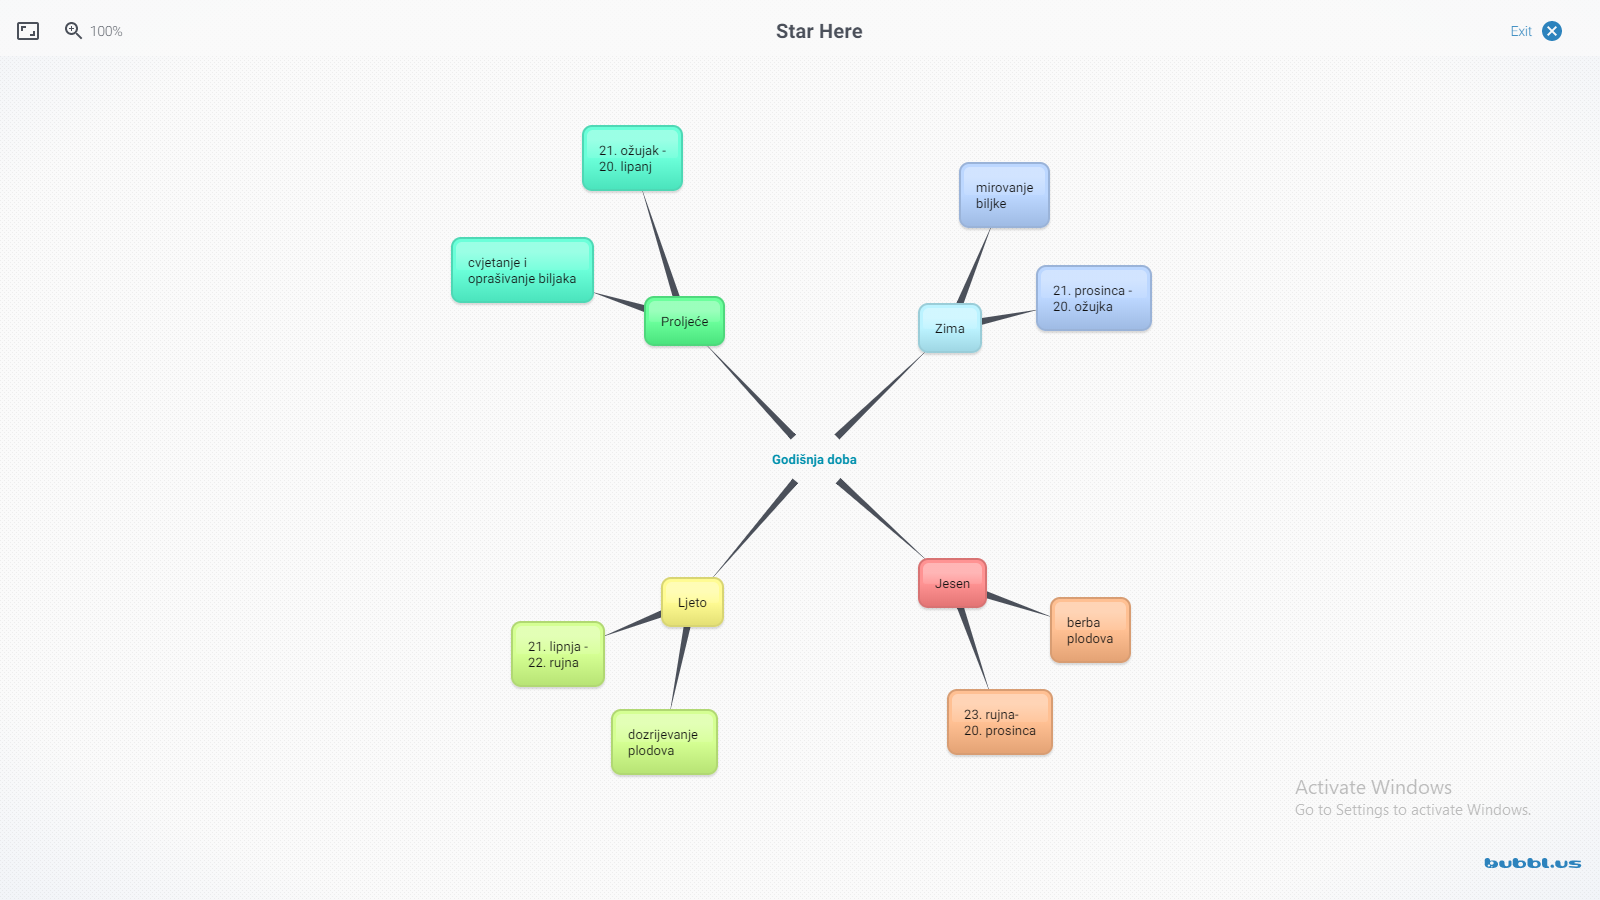 100%
Star Here
Exit
21. ožujak -
20. lipanj
cvjetanje i
oprašivanje biljaka
Proljeće
mirovanje
biljke
21. prosinca -
20. ožujka
Zima
Godišnja doba
Ljeto
21. lipnja -
22. rujna
dozrijevanje
plodova
Jesen
berba
plodova
23. rujna-
20. prosinca
Activate Windows
Go to Settings to activate Windows.
bubbl.us